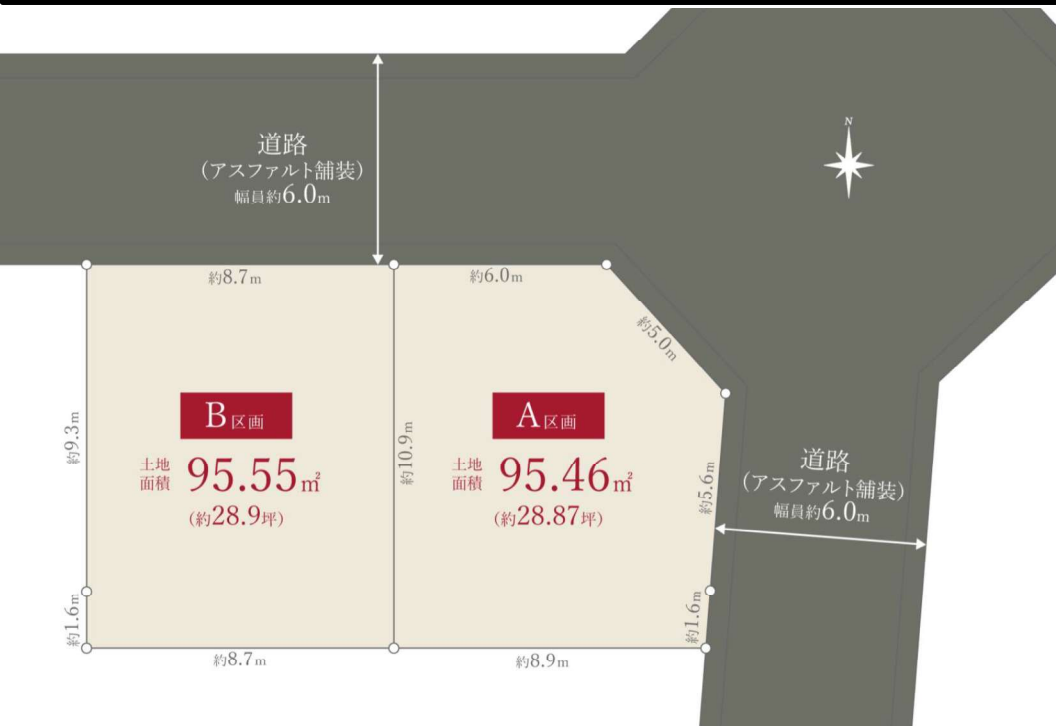 N
道路
(アスファルト舗装)
幅員約6.0m
約8.7m
約6.0m
約5.0m
B区画
土地面積 95.55㎡
(約28.9坪)
約9.3m
約10.9m
A区画
土地面積 95.46㎡
(約28.87坪)
約5.6m
道路
(アスファルト舗装)
幅員約6.0m
約1.6m
約1.6m
約8.7m
約8.9m